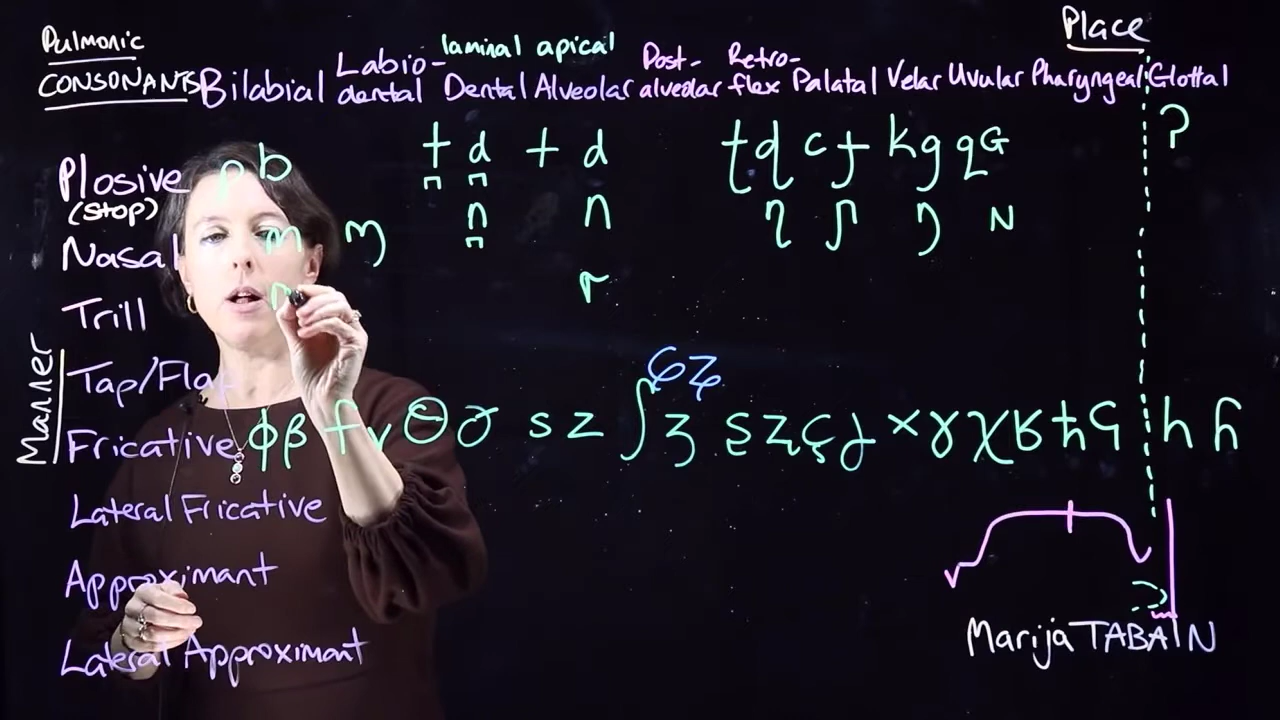 Pulmonic
CONSONANTS
Place
laminal apical
Bilabial Labio-dental Dental Alveolar Post-alveolar Retro-flex Palatal Velar Uvular Pharyngeal Glottal
Plosive p b t̪ d̪ t d ʈ ɖ c ɟ k g q ɢ ʔ
(stop)
Nasal m ɱ n̪ n ɳ ɲ ŋ ɴ
Trill r
Manner
Tap/Flap
ɕ ʑ
Fricative ɸ β f v θ ð s z ʃ ʒ ʂ ʐ ç ʝ x ɣ χ ʁ ħ ʕ h ɦ
Lateral Fricative
Approximant
Lateral Approximant
Marija TABAIN